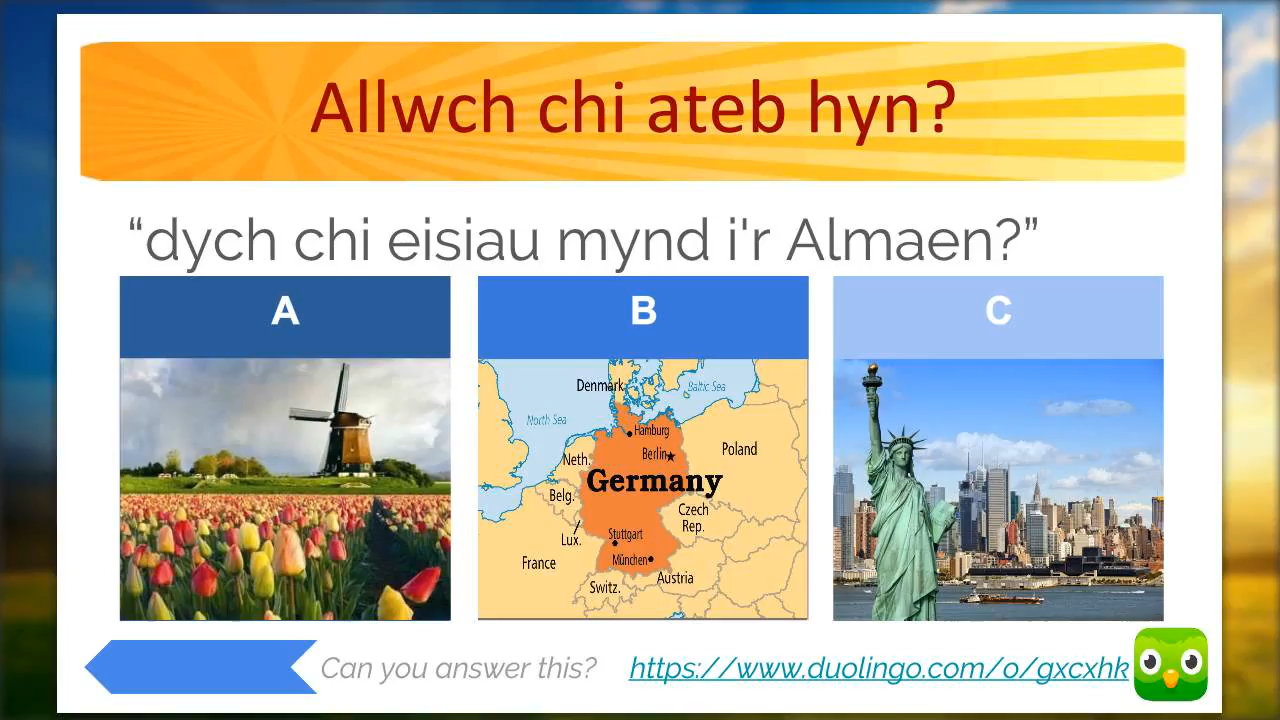 Allwch chi ateb hyn?
“dych chi eisiau mynd i'r Almaen?”
A
B
C
Denmark
Baltic Sea
North Sea
Hamburg
Berlin
Poland
Neth.
Germany
Belg.
Czech
Rep.
Lux.
Stuttgart
France
München
Austria
Switz.
Can you answer this? https://www.duolingo.com/o/gxcxhk